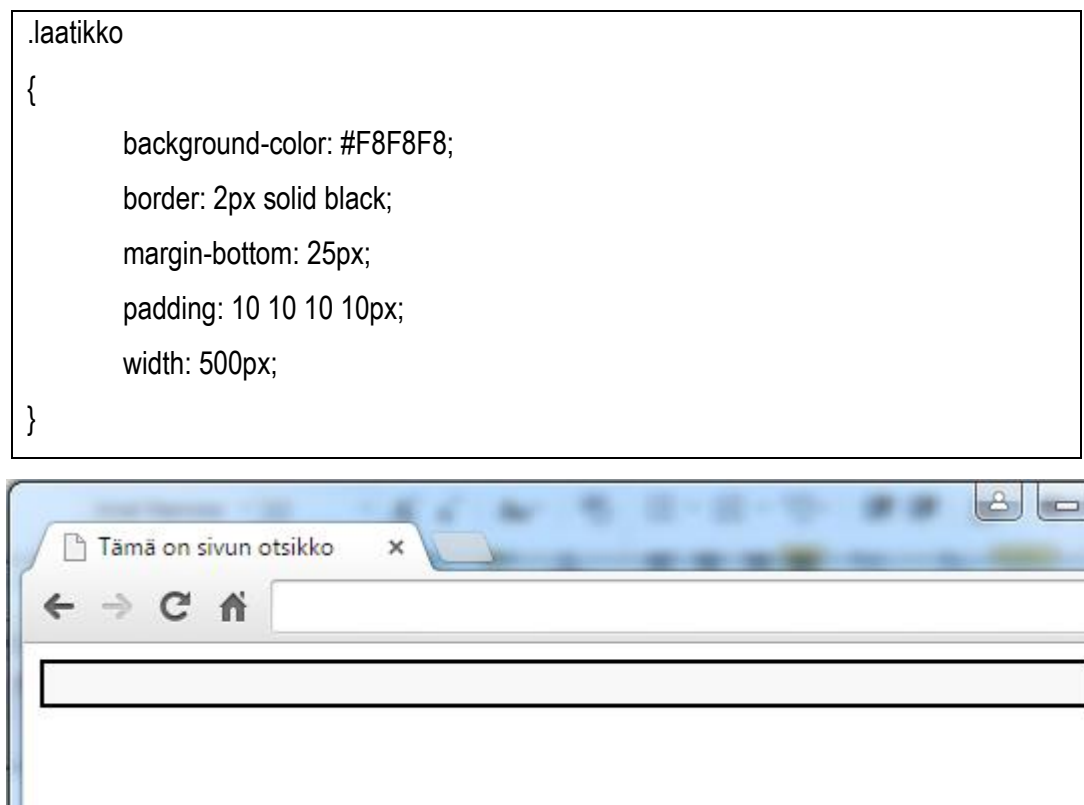 .laatikko
{
background-color: #F8F8F8;
border: 2px solid black;
margin-bottom: 25px;
padding: 10 10 10 10px;
width: 500px;
}
Tämä on sivun otsikko